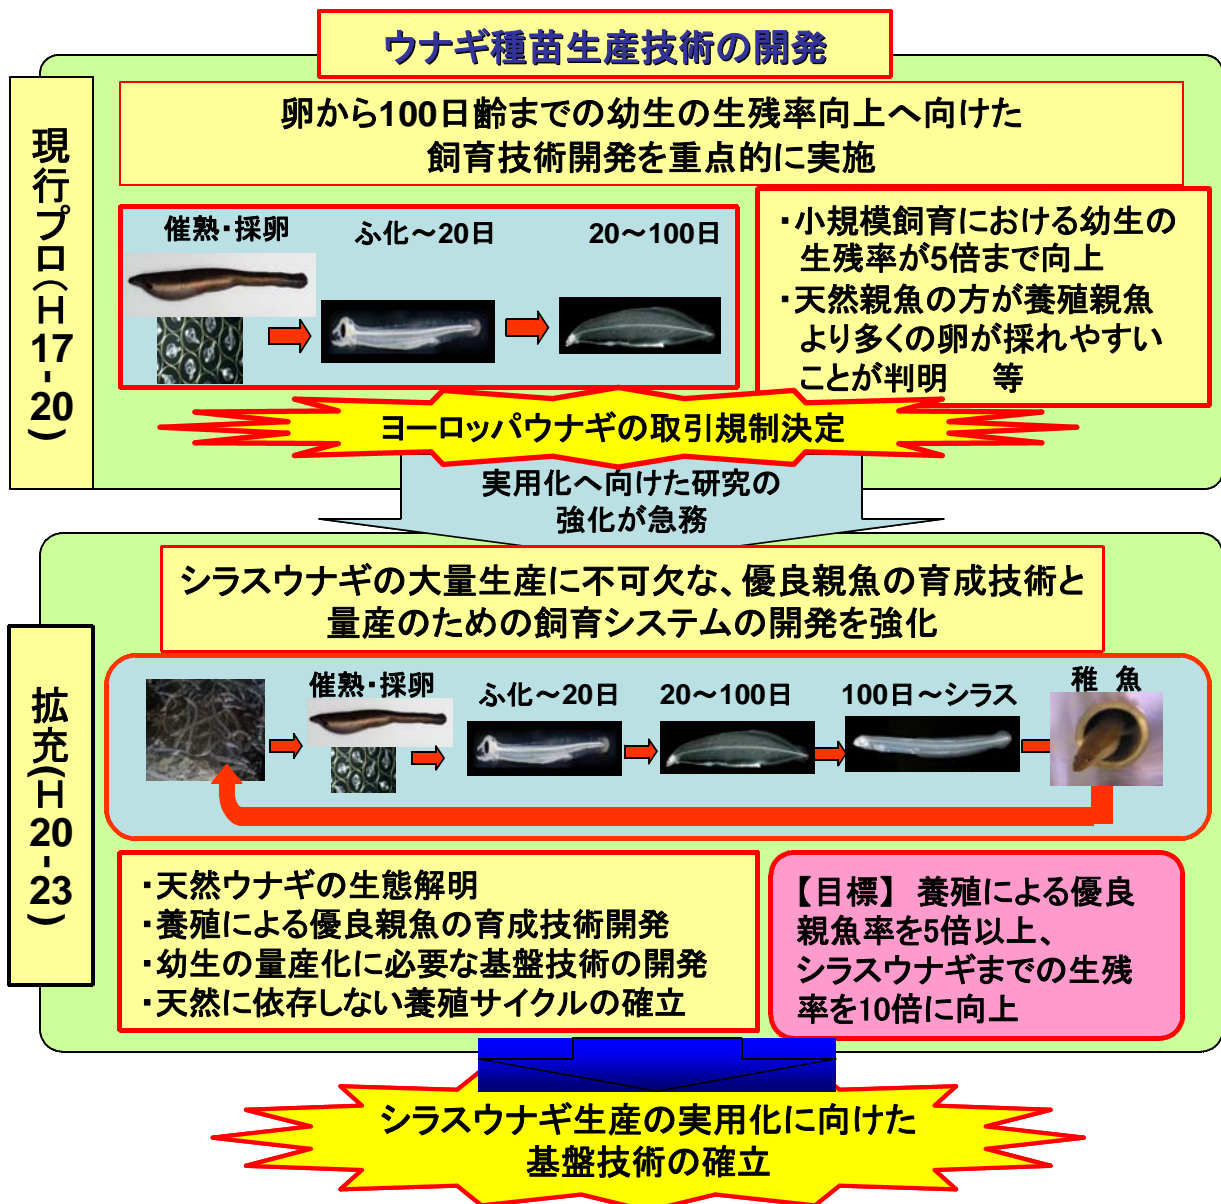 ウナギ種苗生産技術の開発
現行プロ(H17-20)
卵から100日齢までの幼生の生残率向上へ向けた
飼育技術開発を重点的に実施
催熟・採卵
ふ化～20日
20～100日
・小規模飼育における幼生の
生残率が5倍まで向上
・天然親魚の方が養殖親魚
より多くの卵が採れやすい
ことが判明 等
ヨーロッパウナギの取引規制決定
実用化へ向けた研究の
強化が急務
拡充(H20-23)
シラスウナギの大量生産に不可欠な、優良親魚の育成技術と
量産のための飼育システムの開発を強化
催熟・採卵
ふ化～20日
20～100日
100日～シラス
稚 魚
・天然ウナギの生態解明
・養殖による優良親魚の育成技術開発
・幼生の量産化に必要な基盤技術の開発
・天然に依存しない養殖サイクルの確立
【目標】 養殖による優良
親魚率を5倍以上、
シラスウナギまでの生残
率を10倍に向上
シラスウナギ生産の実用化に向けた
基盤技術の確立